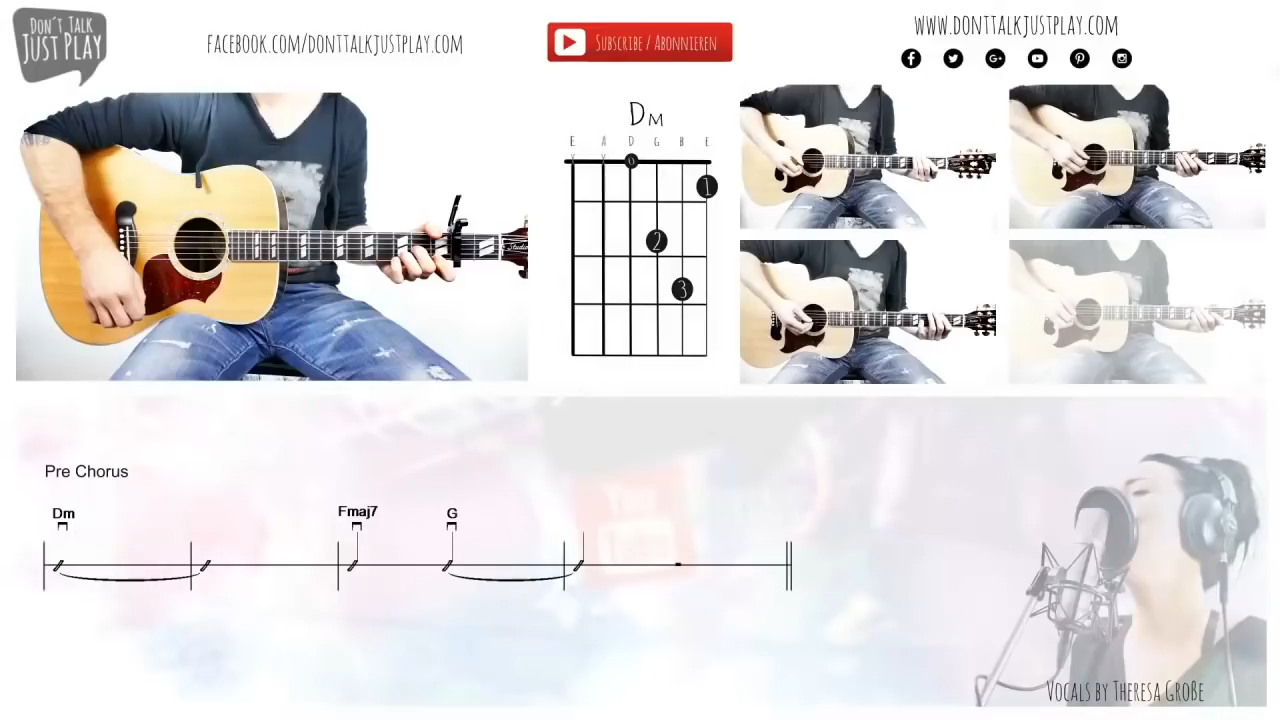 DON´T TALK
JUST PLAY
FACEBOOK.COM/DONTTALKJUSTPLAY.COM
SUBSCRIBE / ABONNIEREN
WWW.DONTTALKJUSTPLAY.COM
DM
E A D G B E
X X 0
1
2
3
Pre Chorus
Dm Fmaj7 G
VOCALS BY THERESA GROßE